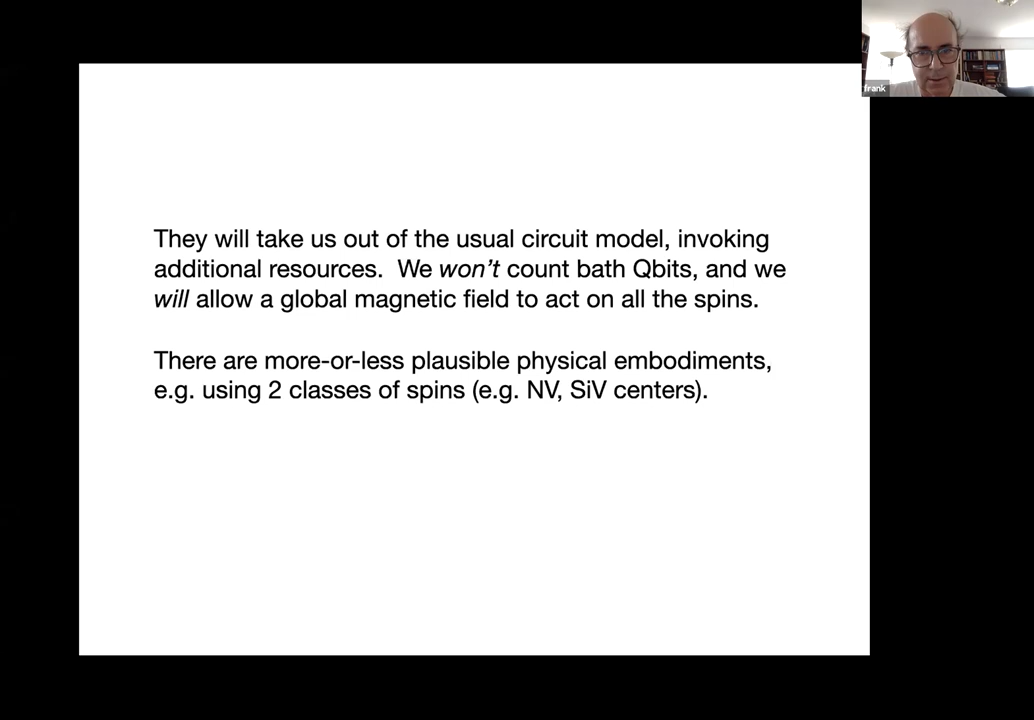 frank
They will take us out of the usual circuit model, invoking
additional resources.  We won't count bath Qbits, and we
will allow a global magnetic field to act on all the spins.
There are more-or-less plausible physical embodiments,
e.g. using 2 classes of spins (e.g. NV, SiV centers).